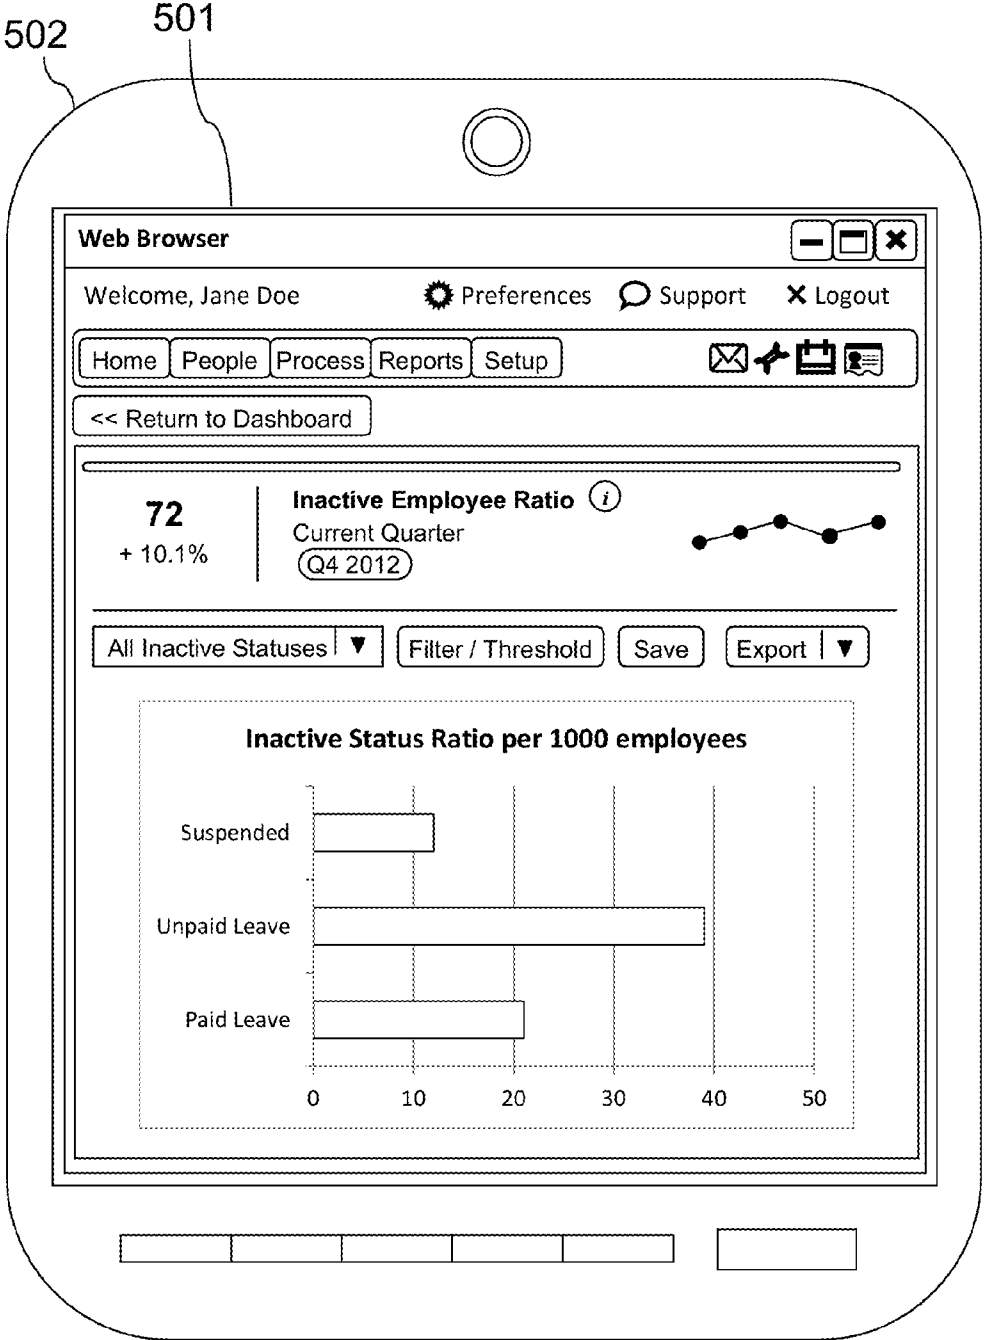 502
501
Web Browser
Welcome, Jane Doe Preferences Support Logout
Home People Process Reports Setup
<< Return to Dashboard
72
+ 10.1%
Inactive Employee Ratio i
Current Quarter
Q4 2012
All Inactive Statuses Filter / Threshold Save Export
Inactive Status Ratio per 1000 employees
Suspended
Unpaid Leave
Paid Leave
0 10 20 30 40 50